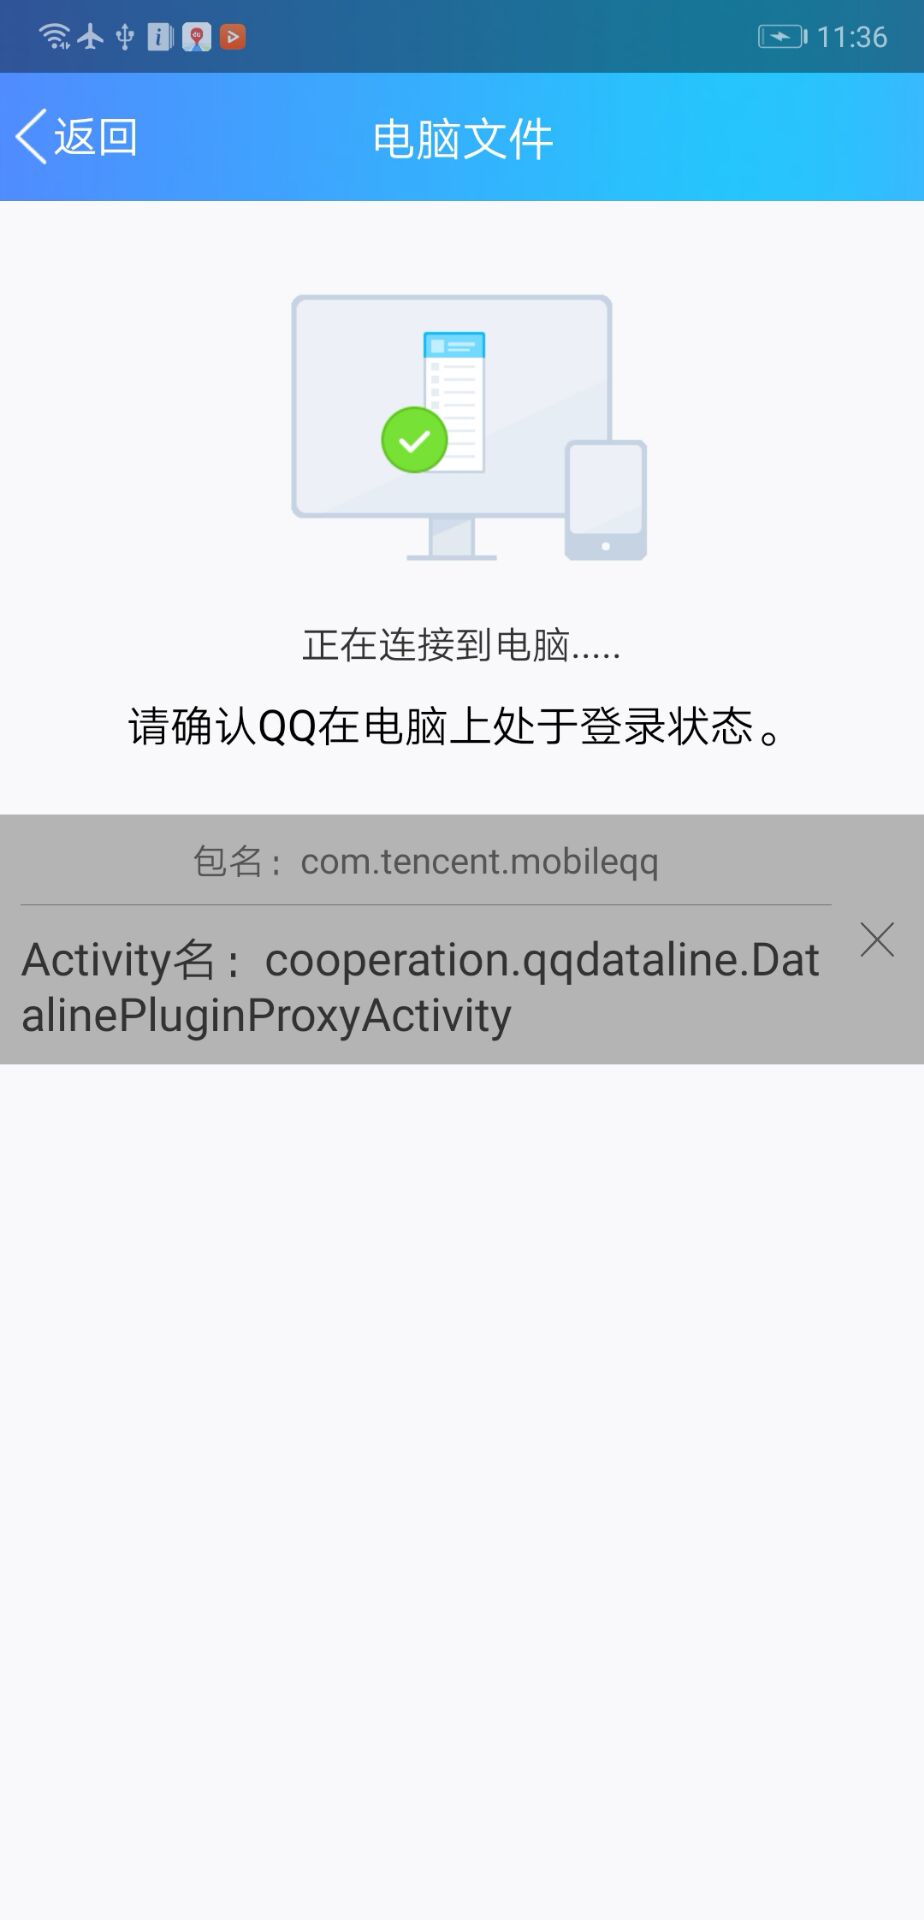 11:36
返回
电脑文件
正在连接到电脑.....
请确认QQ在电脑上处于登录状态。
包名：com.tencent.mobileqq
Activity名：cooperation.qqdataline.Dat
alinePluginProxyActivity